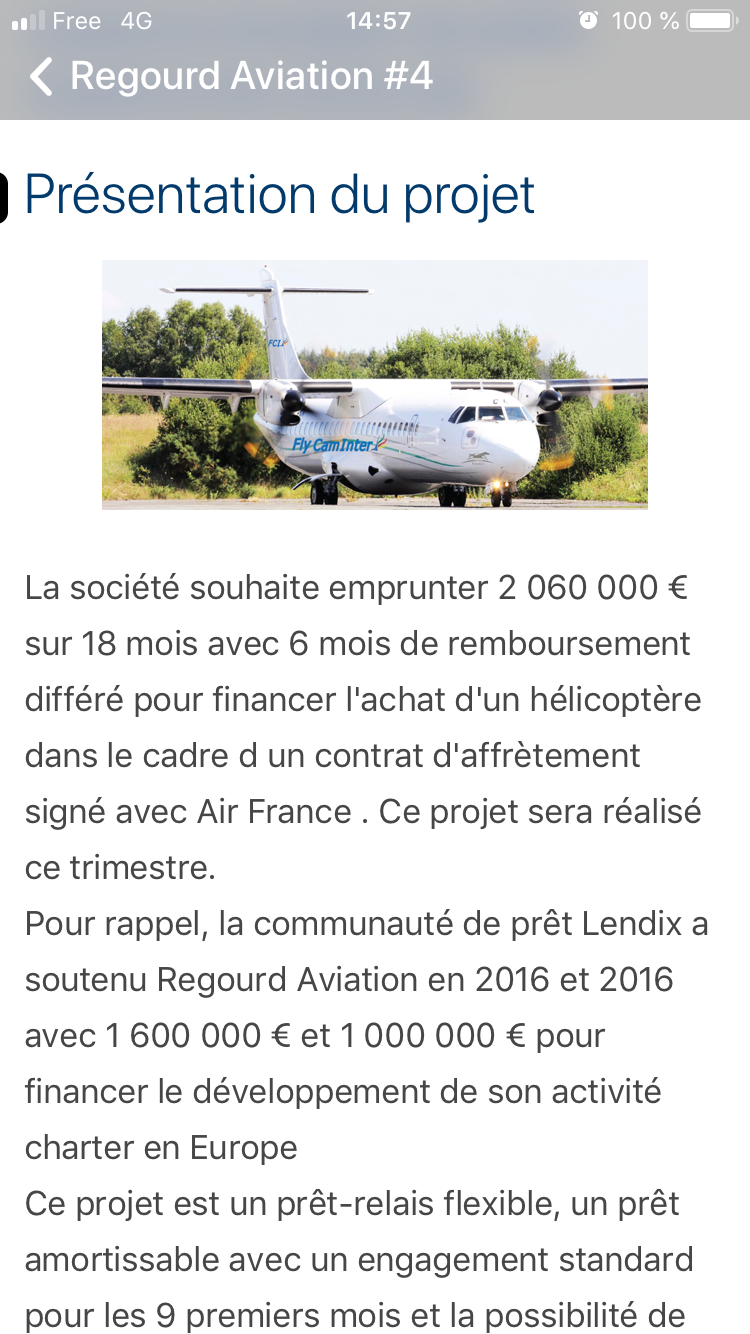 Free 4G 14:57 100 %
Regourd Aviation #4
Présentation du projet
FCI
Fly CamInter
La société souhaite emprunter 2 060 000 €
sur 18 mois avec 6 mois de remboursement
différé pour financer l'achat d'un hélicoptère
dans le cadre d un contrat d'affrètement
signé avec Air France . Ce projet sera réalisé
ce trimestre.
Pour rappel, la communauté de prêt Lendix a
soutenu Regourd Aviation en 2016 et 2016
avec 1 600 000 € et 1 000 000 € pour
financer le développement de son activité
charter en Europe
Ce projet est un prêt-relais flexible, un prêt
amortissable avec un engagement standard
pour les 9 premiers mois et la possibilité de